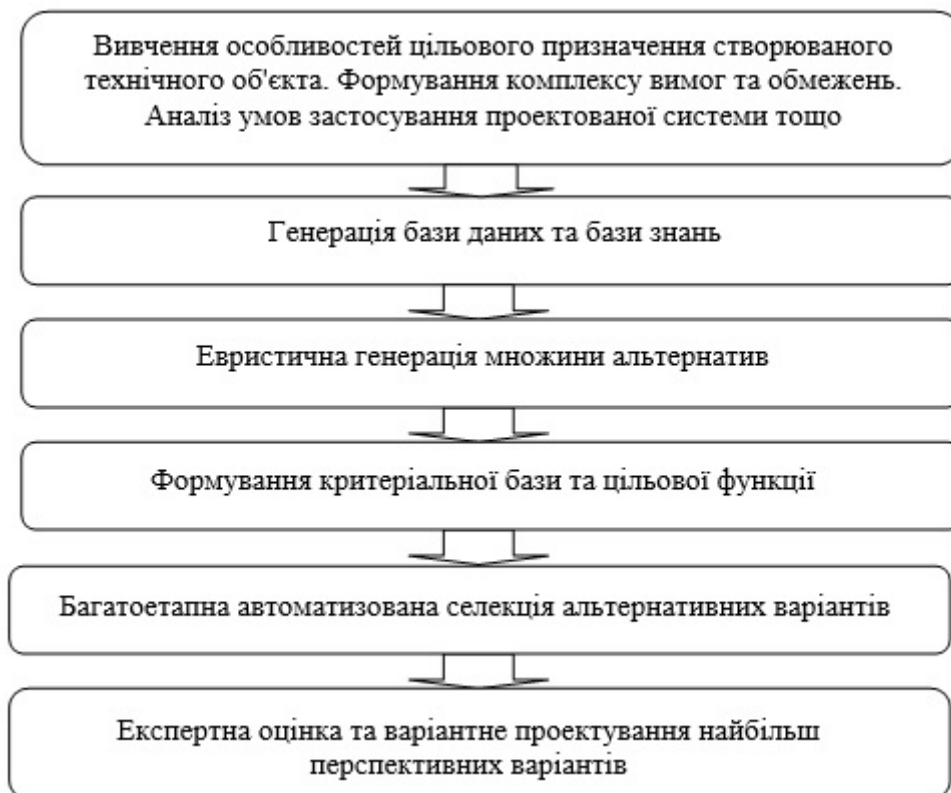 Вивчення особливостей цільового призначення створюваного
технічного об'єкта. Формування комплексу вимог та обмежень.
Аналіз умов застосування проектованої системи тощо
Генерація бази даних та бази знань
Евристична генерація множини альтернатив
Формування критеріальної бази та цільової функції
Багатоетапна автоматизована селекція альтернативних варіантів
Експертна оцінка та варіантне проектування найбільш
перспективних варіантів